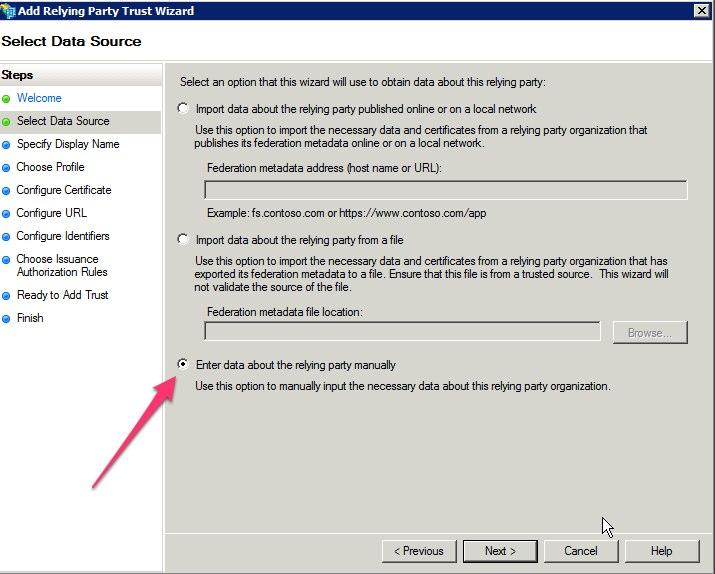 Add Relying Party Trust Wizard
Select Data Source
Steps
Welcome
Select Data Source
Specify Display Name
Choose Profile
Configure Certificate
Configure URL
Configure Identifiers
Choose Issuance
Authorization Rules
Ready to Add Trust
Finish
Select an option that this wizard will use to obtain data about this relying party:
Import data about the relying party published online or on a local network
Use this option to import the necessary data and certificates from a relying party organization that
publishes its federation metadata online or on a local network.
Federation metadata address (host name or URL):
Example: fs.contoso.com or https://www.contoso.com/app
Import data about the relying party from a file
Use this option to import the necessary data and certificates from a relying party organization that has
exported its federation metadata to a file. Ensure that this file is from a trusted source.  This wizard will
not validate the source of the file.
Federation metadata file location:
Browse...
Enter data about the relying party manually
Use this option to manually input the necessary data about this relying party organization.
< Previous
Next >
Cancel
Help